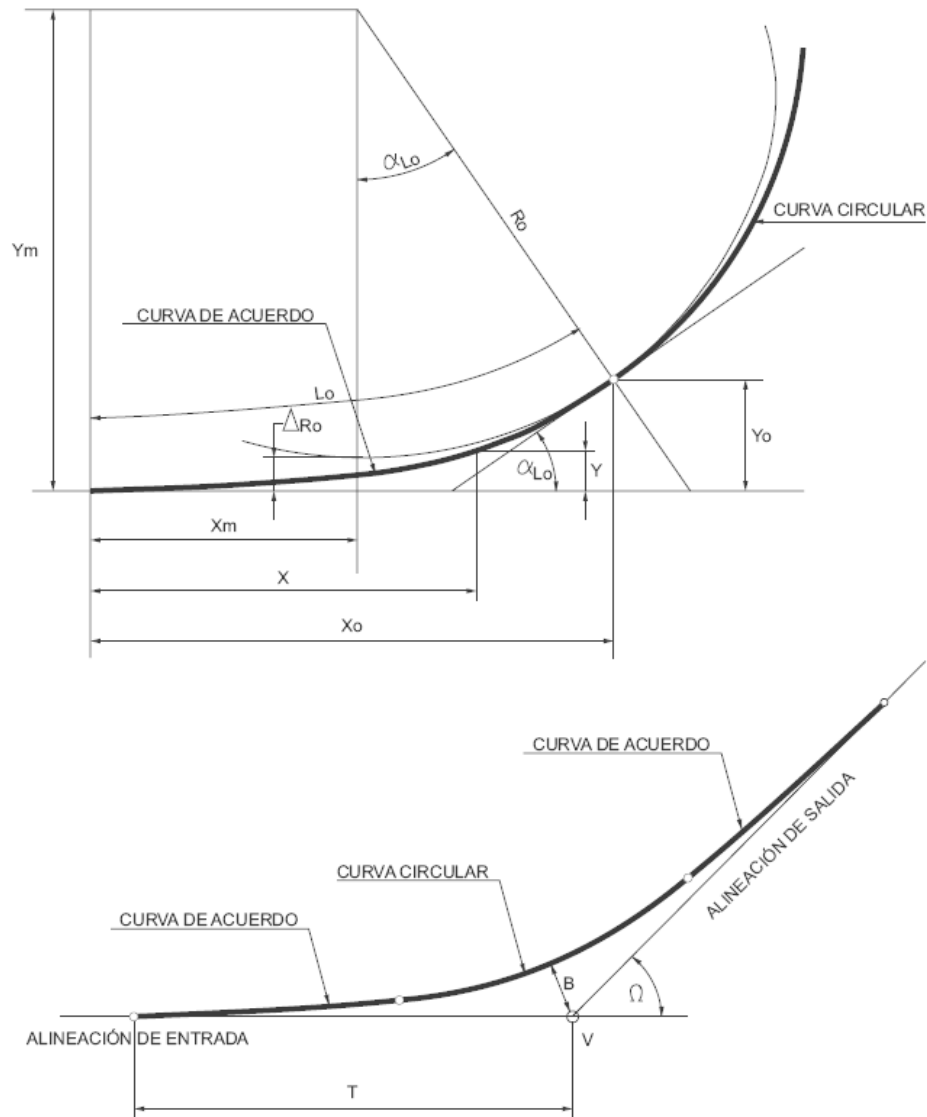 αLo
Ro
CURVA CIRCULAR
Ym
CURVA DE ACUERDO
Lo
ΔRo
αLo
Y
Yo
Xm
X
Xo
CURVA DE ACUERDO
ALINEACIÓN DE SALIDA
CURVA CIRCULAR
CURVA DE ACUERDO
B
Ω
V
ALINEACIÓN DE ENTRADA
T